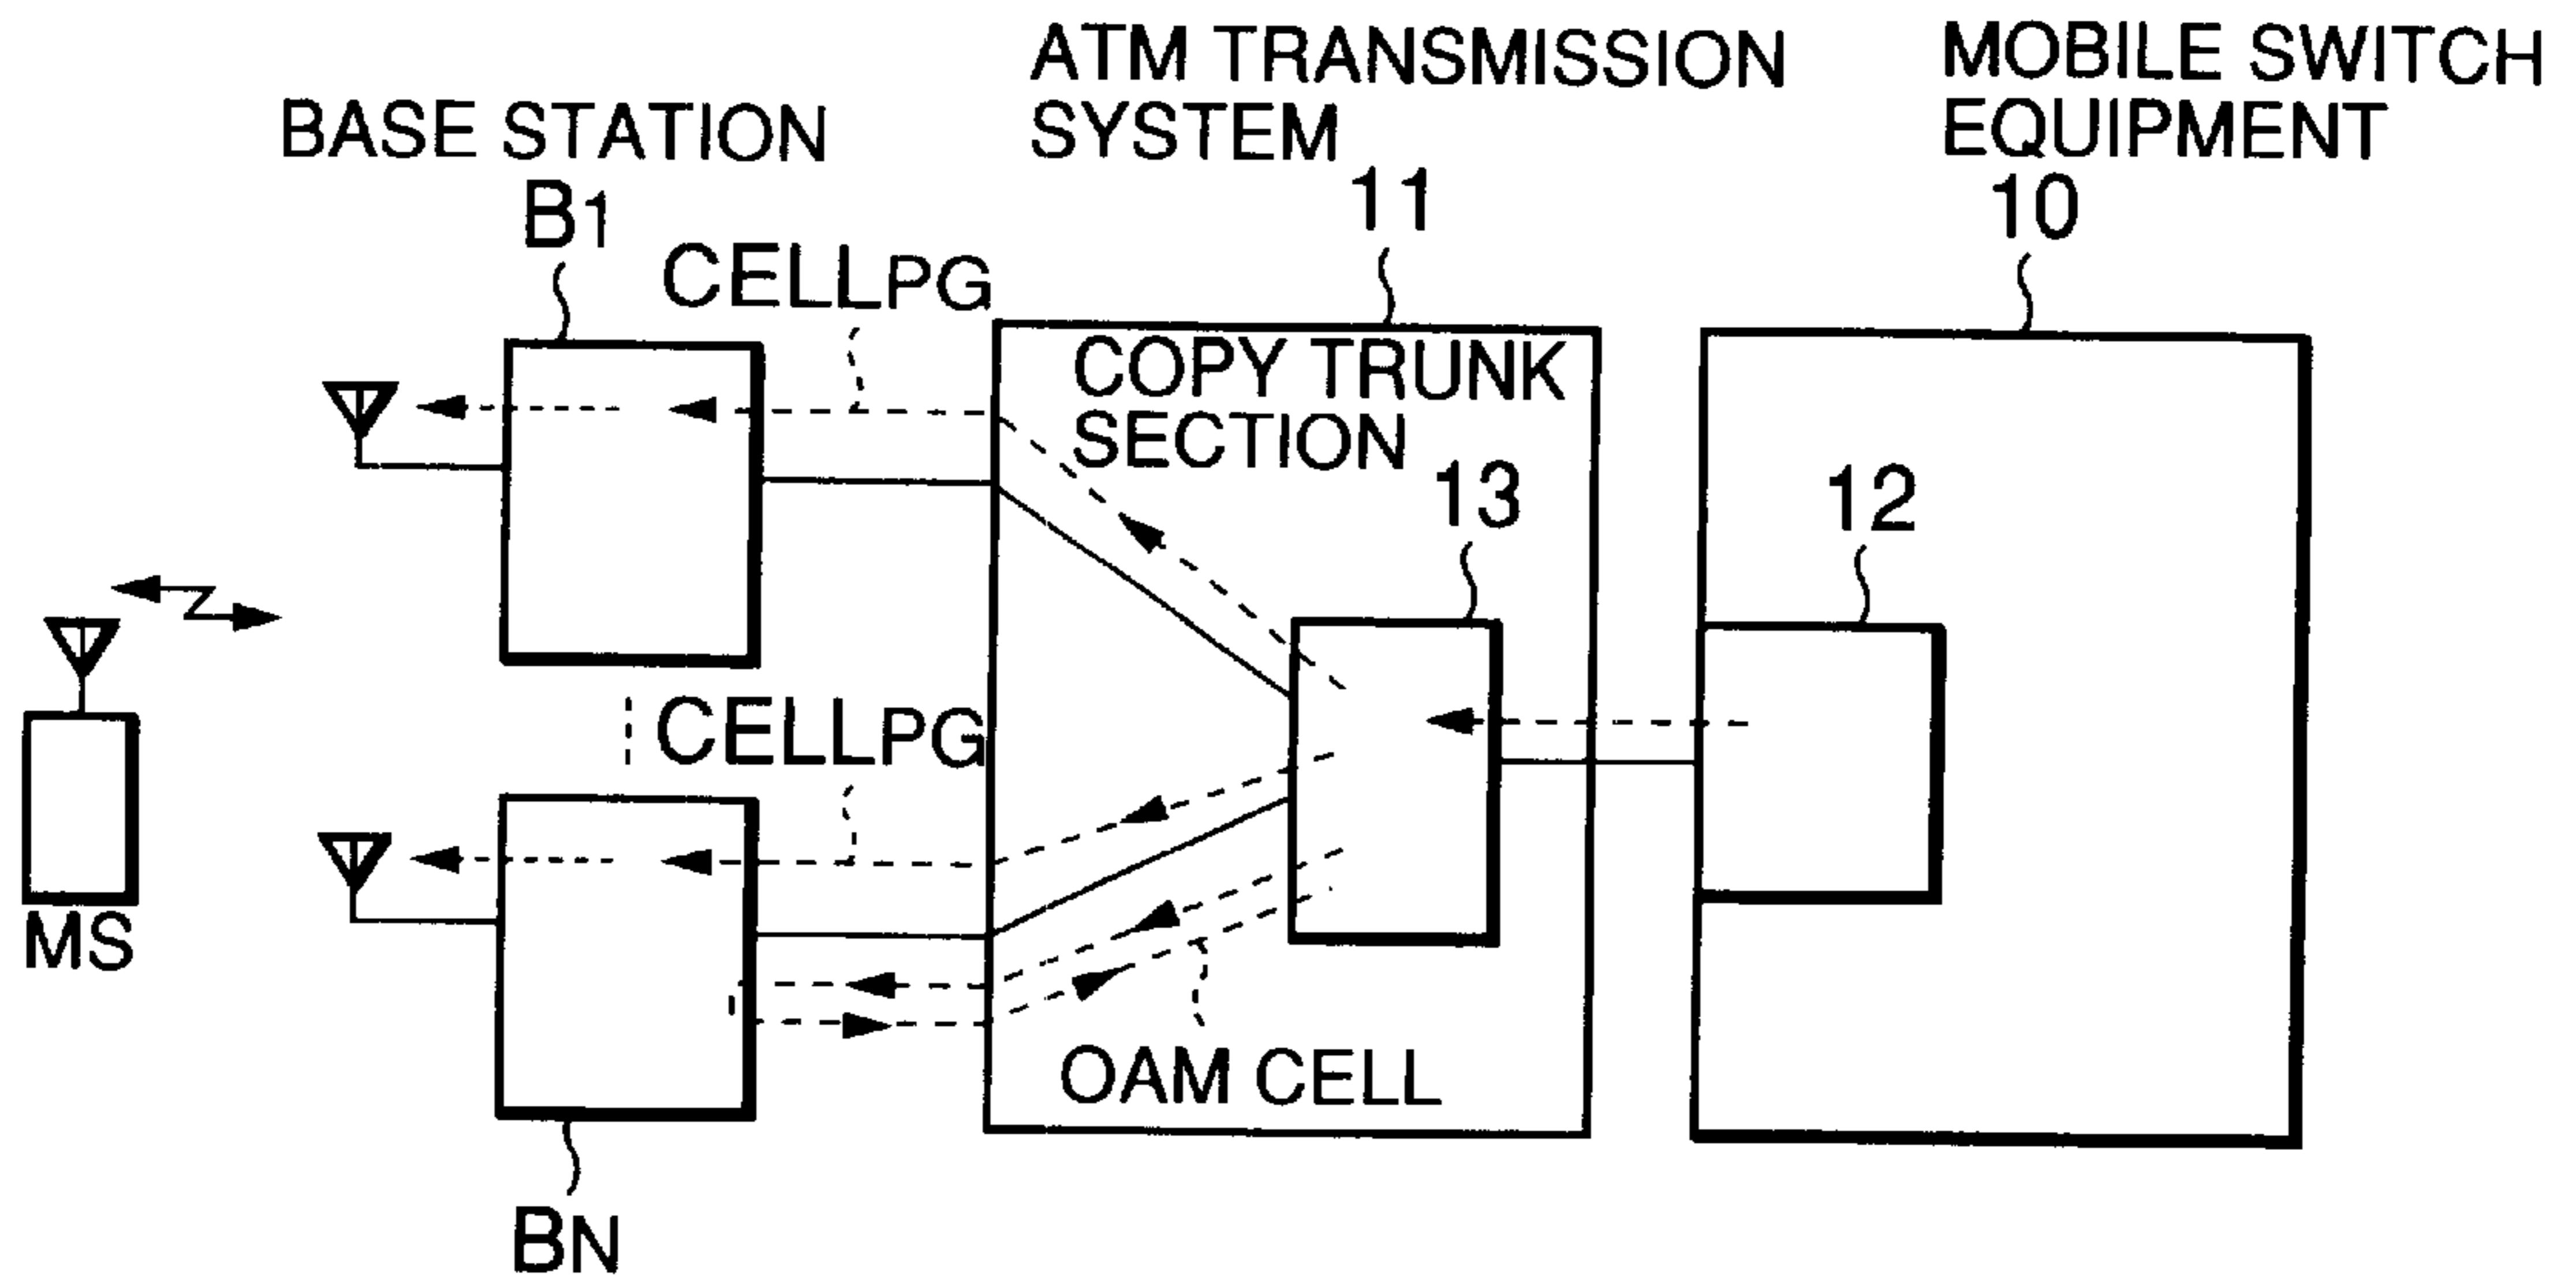 ATM TRANSMISSION
SYSTEM
11
MOBILE SWITCH
EQUIPMENT
10
BASE STATION
B1
CELLPG
COPY TRUNK
SECTION
13
12
CELLPG
MS
OAM CELL
BN